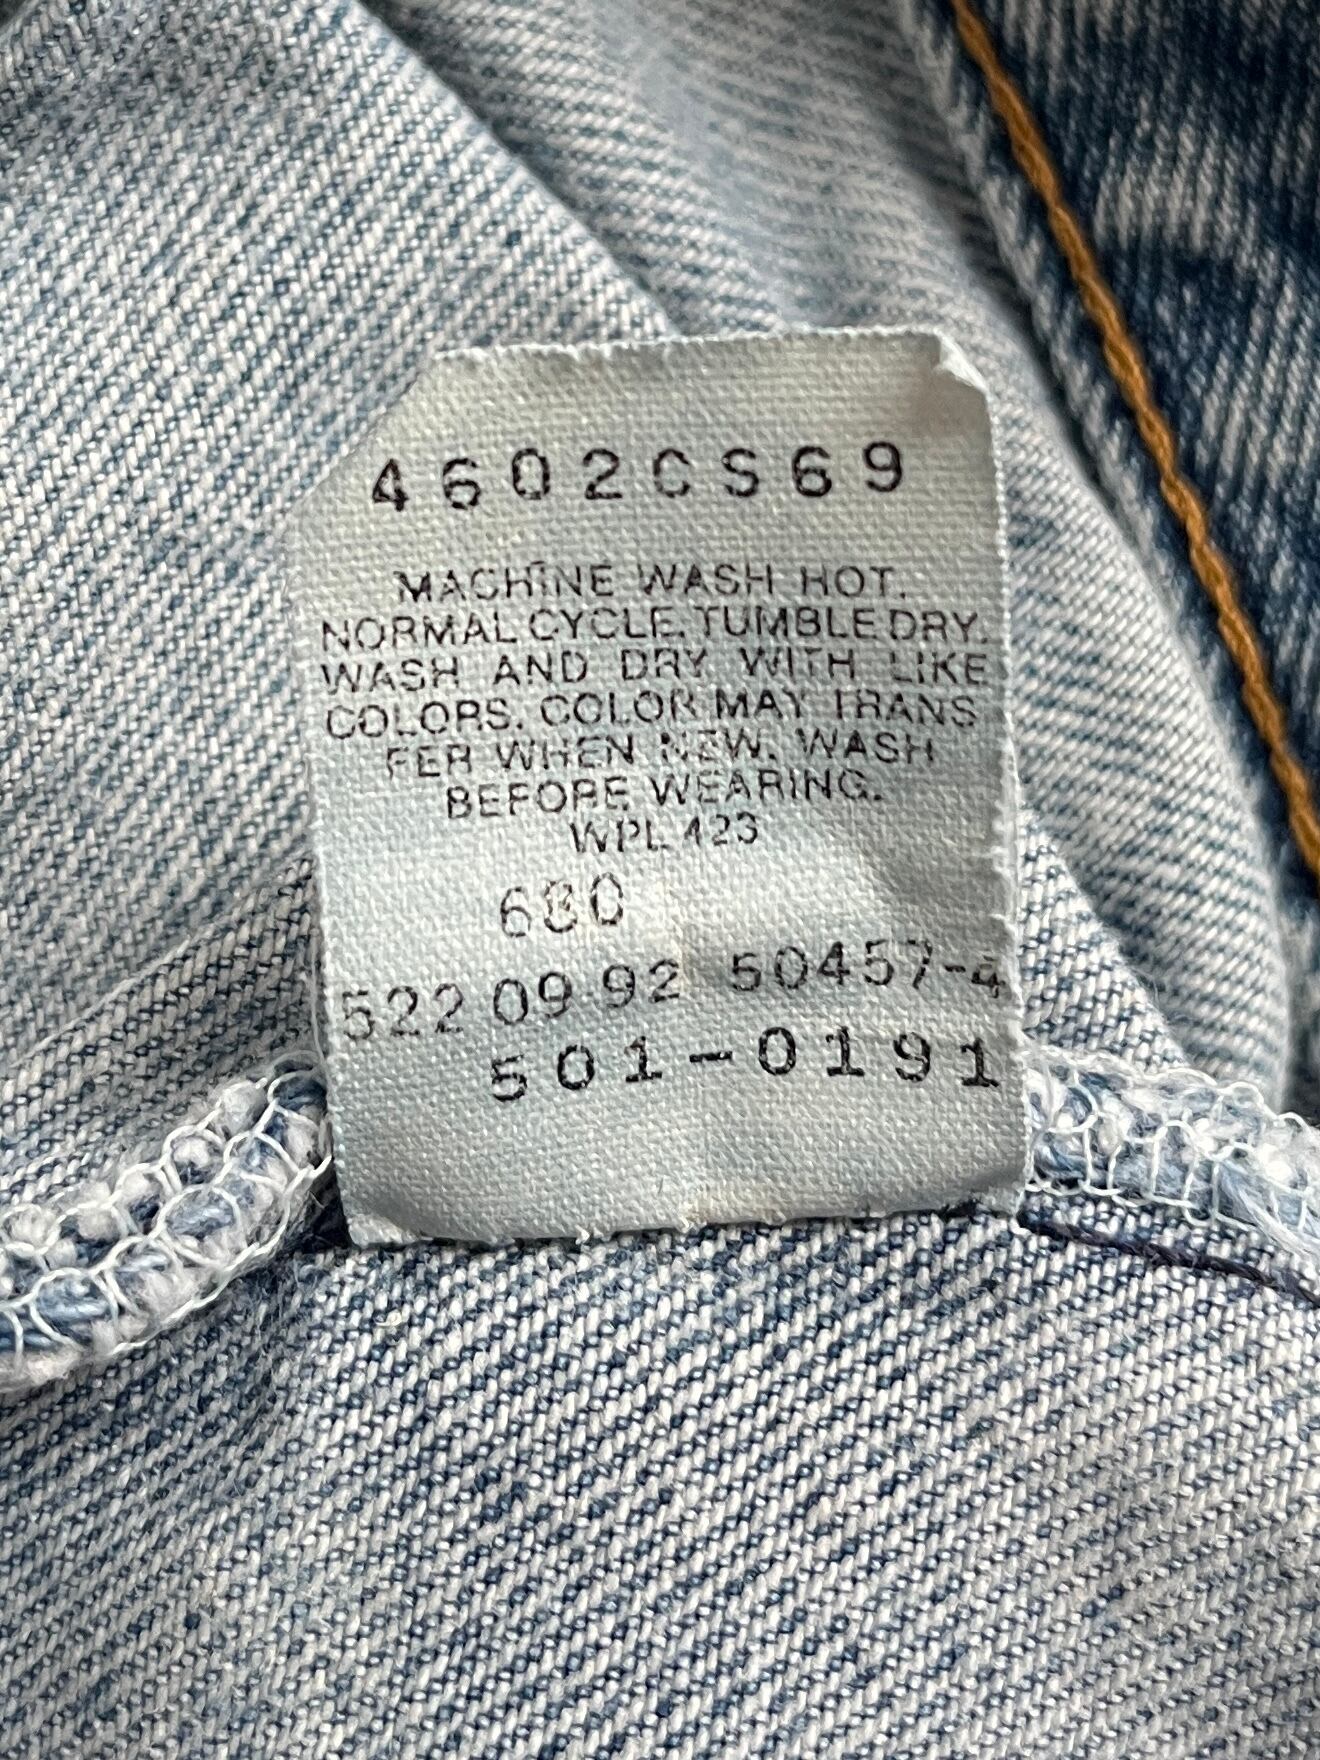 4602CS69
MACHINE WASH HOT.
NORMAL CYCLE. TUMBLE DRY.
WASH AND DRY WITH LIKE
COLORS. COLOR MAY TRANS
FER WHEN NEW. WASH
BEFORE WEARING.
WPL 423
680
522 09 92 50457-4
501-0191